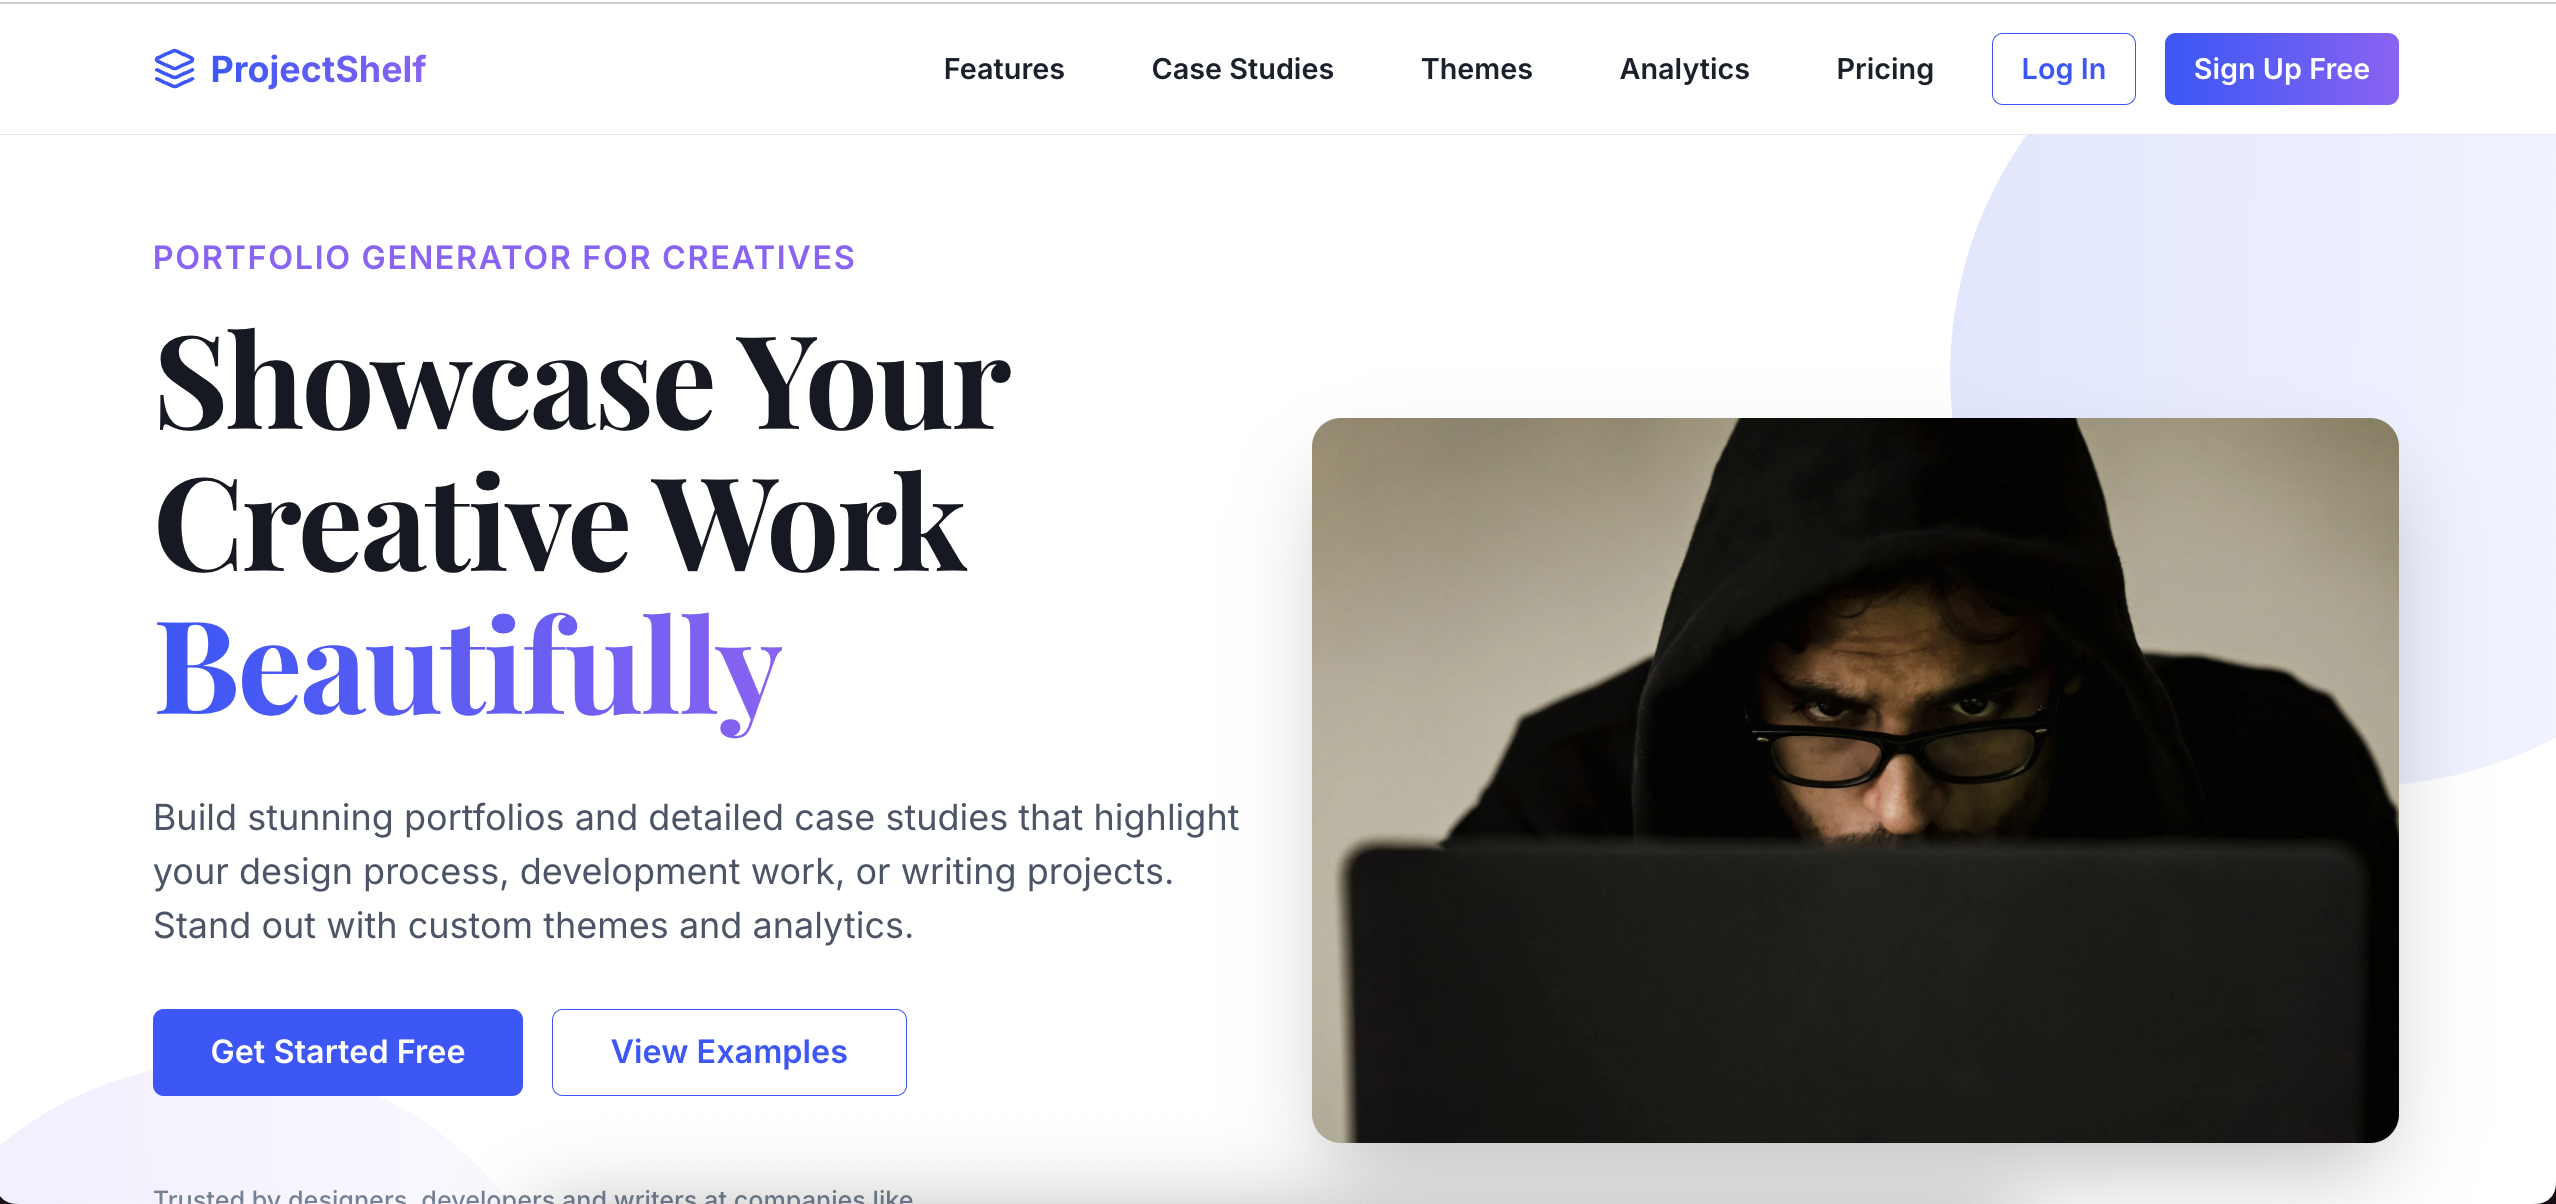 ProjectShelf
Features
Case Studies
Themes
Analytics
Pricing
Log In
Sign Up Free
PORTFOLIO GENERATOR FOR CREATIVES
Showcase Your
Creative Work
Beautifully
Build stunning portfolios and detailed case studies that highlight
your design process, development work, or writing projects.
Stand out with custom themes and analytics.
Get Started Free
View Examples
Trusted by designers, developers and writers at companies like